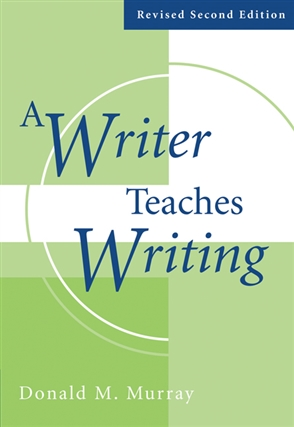 Revised Second Edition
A
Writer
Teaches
Writing
Donald M. Murray